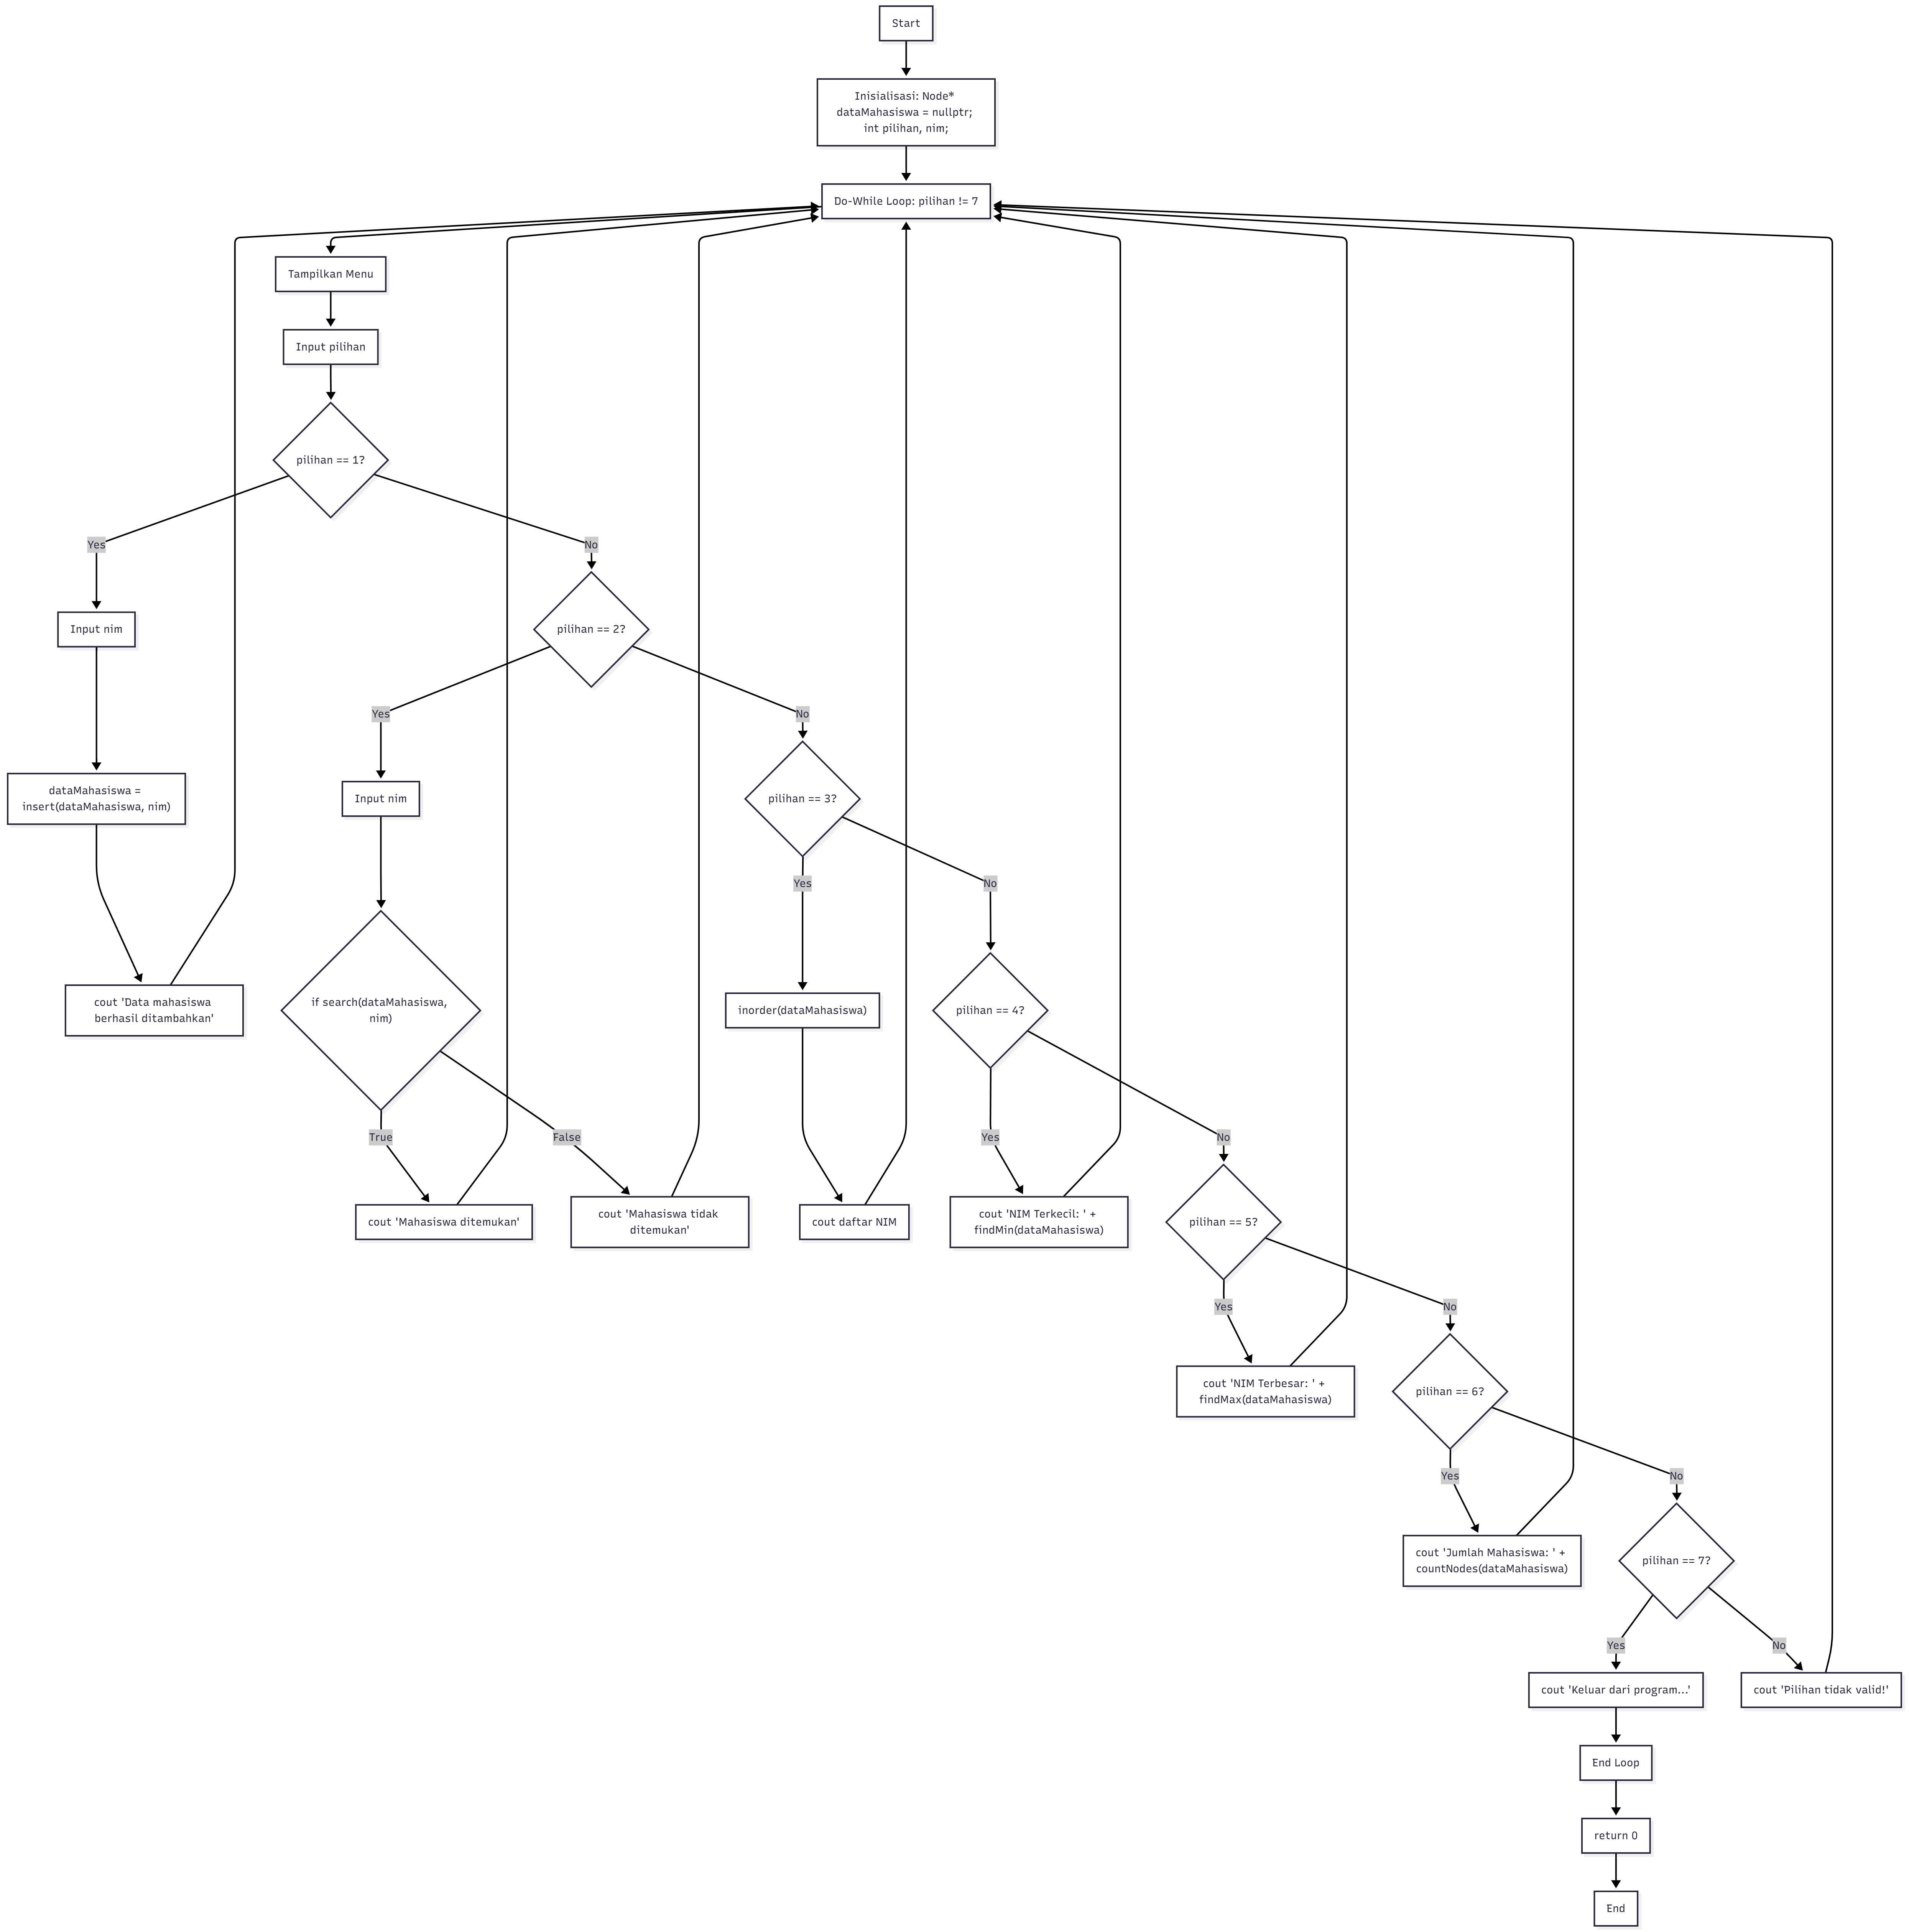 Start
Inisialisasi: Node*
dataMahasiswa = nullptr;
int pilihan, nim;
Do-While Loop: pilihan != 7
Tampilkan Menu
Input pilihan
pilihan == 1?
Yes
No
Input nim
pilihan == 2?
Yes
No
dataMahasiswa =
insert(dataMahasiswa, nim)
Input nim
pilihan == 3?
Yes
No
cout 'Data mahasiswa
berhasil ditambahkan'
if search(dataMahasiswa,
nim)
inorder(dataMahasiswa)
pilihan == 4?
True
False
Yes
No
cout 'Mahasiswa ditemukan'
cout 'Mahasiswa tidak
ditemukan'
cout daftar NIM
cout 'NIM Terkecil: ' +
findMin(dataMahasiswa)
pilihan == 5?
Yes
No
cout 'NIM Terbesar: ' +
findMax(dataMahasiswa)
pilihan == 6?
Yes
No
cout 'Jumlah Mahasiswa: ' +
countNodes(dataMahasiswa)
pilihan == 7?
Yes
No
cout 'Keluar dari program...'
cout 'Pilihan tidak valid!'
End Loop
return 0
End